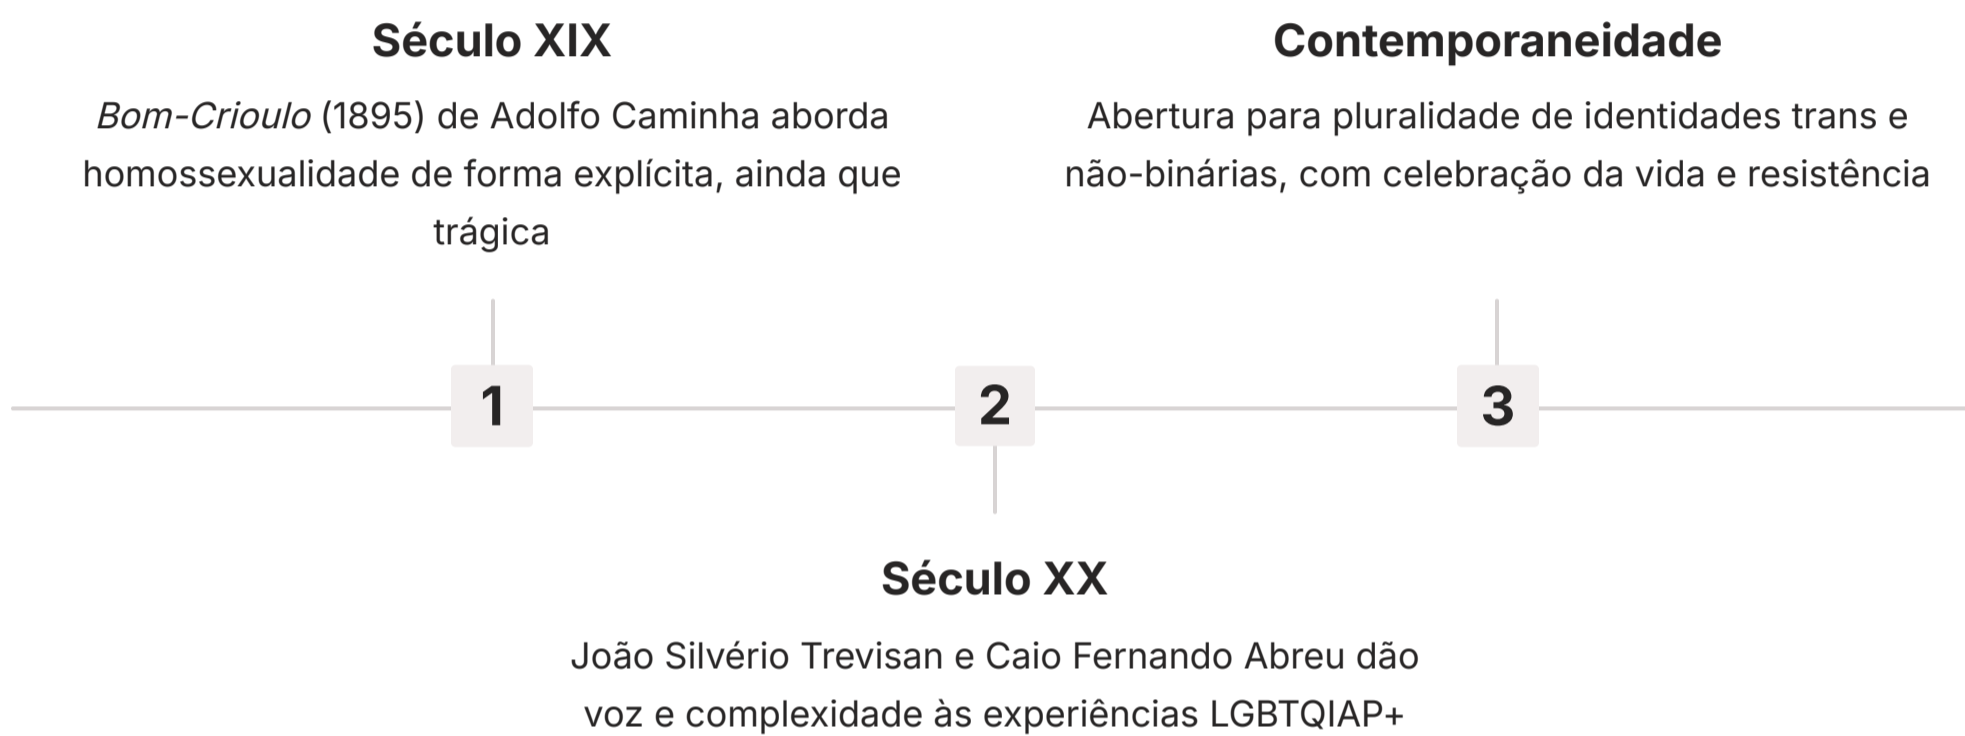 Século XIX
Bom-Crioulo (1895) de Adolfo Caminha aborda
homossexualidade de forma explícita, ainda que
trágica
1
2
Século XX
João Silvério Trevisan e Caio Fernando Abreu dão
voz e complexidade às experiências LGBTQIAP+
Contemporaneidade
Abertura para pluralidade de identidades trans e
não-binárias, com celebração da vida e resistência
3